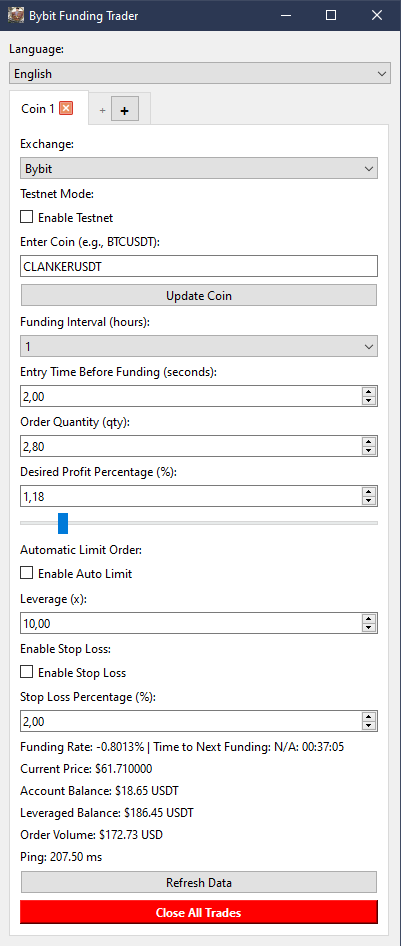 Bybit Funding Trader
Language:
English
Coin 1
+ +
Exchange:
Bybit
Testnet Mode:
Enable Testnet
Enter Coin (e.g., BTCUSDT):
CLANKERUSDT
Update Coin
Funding Interval (hours):
1
Entry Time Before Funding (seconds):
2,00
Order Quantity (qty):
2,80
Desired Profit Percentage (%):
1,18
Automatic Limit Order:
Enable Auto Limit
Leverage (x):
10,00
Enable Stop Loss:
Enable Stop Loss
Stop Loss Percentage (%):
2,00
Funding Rate: -0.8013% | Time to Next Funding: N/A: 00:37:05
Current Price: $61.710000
Account Balance: $18.65 USDT
Leveraged Balance: $186.45 USDT
Order Volume: $172.73 USD
Ping: 207.50 ms
Refresh Data
Close All Trades